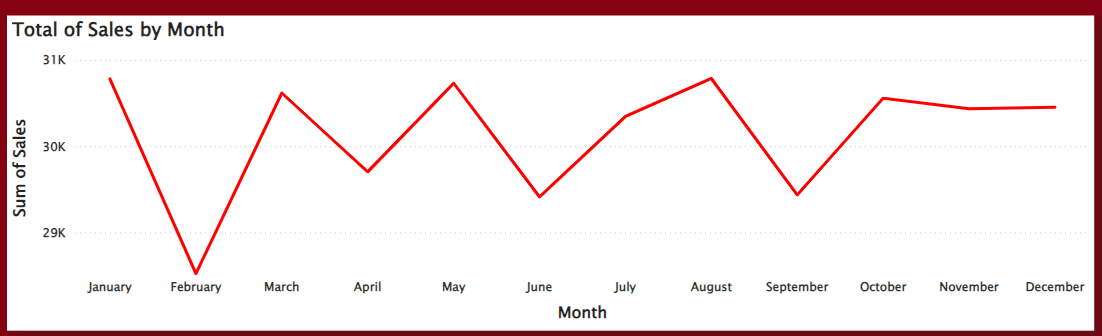 Total of Sales by Month
31K
30K
29K
Sum of Sales
January February March April May June July August September October November December
Month